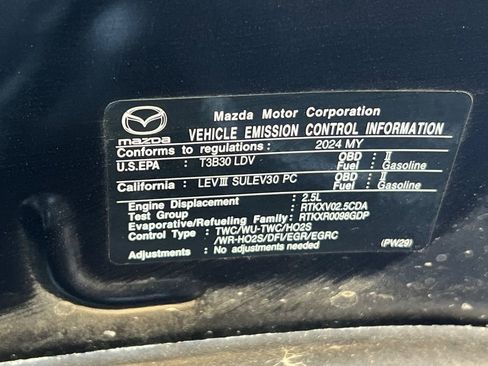 Mazda Motor Corporation
mazda
VEHICLE EMISSION CONTROL INFORMATION
Conforms to regulations: 2024 MY
U.S.EPA : T3B30 LDV OBD : II
Fuel : Gasoline
California : LEVIII SULEV30 PC OBD : II
Fuel : Gasoline
Engine Displacement : 2.5L
Test Group : RTKXV02.5CDA
Evaporative/Refueling Family: RTKXR0098GDP
Control Type : TWC/WU-TWC/HO2S
/WR-HO2S/DFI/EGR/EGRC
Adjustments : No adjustments needed (PW29)